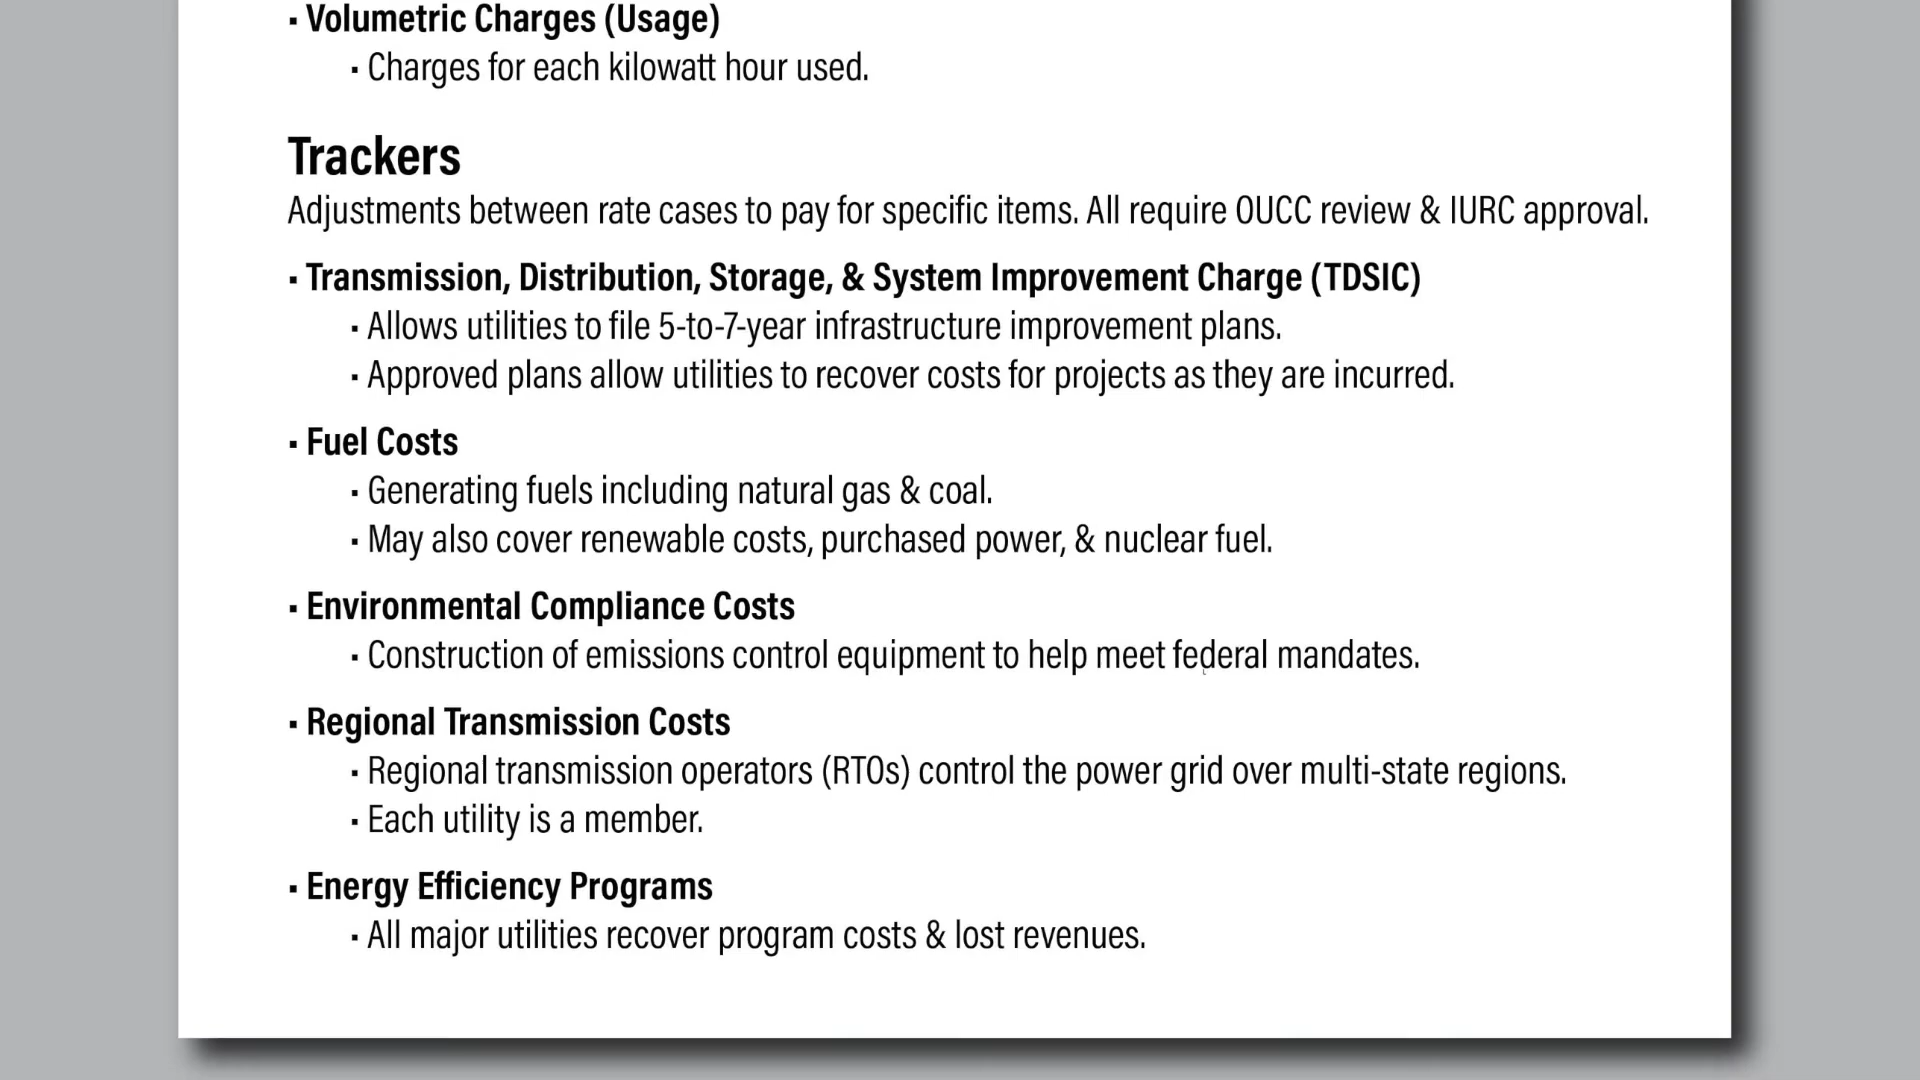 ▪ Volumetric Charges (Usage)
▪ Charges for each kilowatt hour used.
Trackers
Adjustments between rate cases to pay for specific items. All require OUCC review & IURC approval.
▪ Transmission, Distribution, Storage, & System Improvement Charge (TDSIC)
▪ Allows utilities to file 5-to-7-year infrastructure improvement plans.
▪ Approved plans allow utilities to recover costs for projects as they are incurred.
▪ Fuel Costs
▪ Generating fuels including natural gas & coal.
▪ May also cover renewable costs, purchased power, & nuclear fuel.
▪ Environmental Compliance Costs
▪ Construction of emissions control equipment to help meet federal mandates.
▪ Regional Transmission Costs
▪ Regional transmission operators (RTOs) control the power grid over multi-state regions.
▪ Each utility is a member.
▪ Energy Efficiency Programs
▪ All major utilities recover program costs & lost revenues.